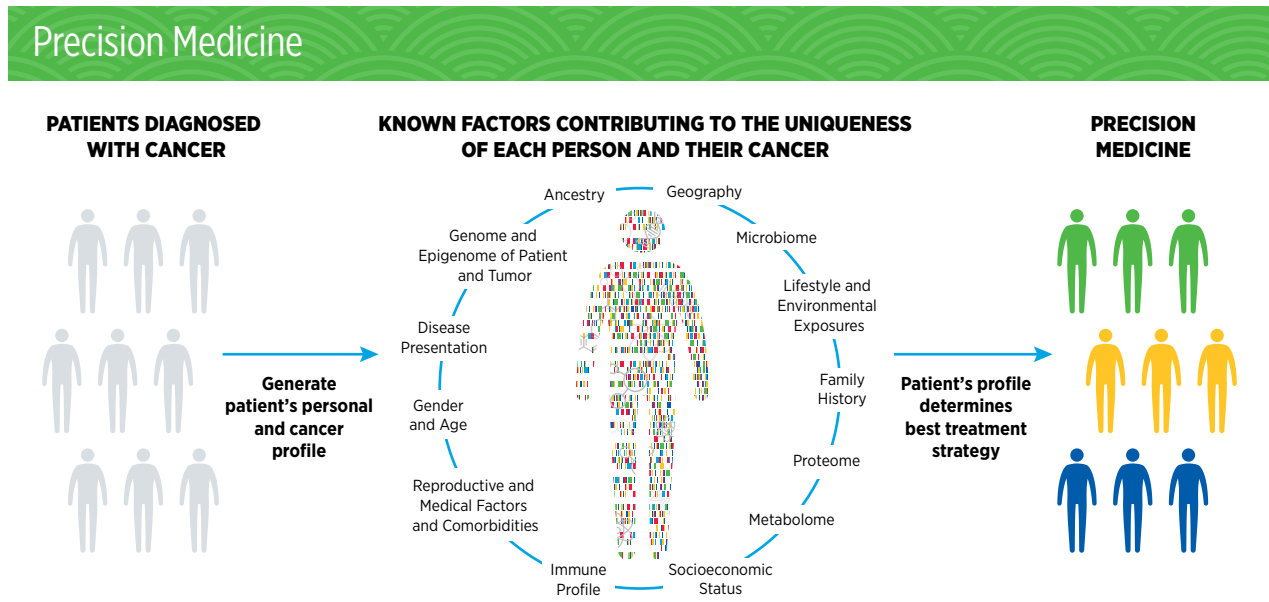 Precision Medicine
PATIENTS DIAGNOSED
WITH CANCER
KNOWN FACTORS CONTRIBUTING TO THE UNIQUENESS
OF EACH PERSON AND THEIR CANCER
PRECISION
MEDICINE
Generate
patient’s personal
and cancer
profile
Ancestry
Genome and
Epigenome of Patient
and Tumor
Disease
Presentation
Gender
and Age
Reproductive and
Medical Factors
and Comorbidities
Immune
Profile
Geography
Microbiome
Lifestyle and
Environmental
Exposures
Family
History
Proteome
Metabolome
Socioeconomic
Status
Patient’s profile
determines
best treatment
strategy